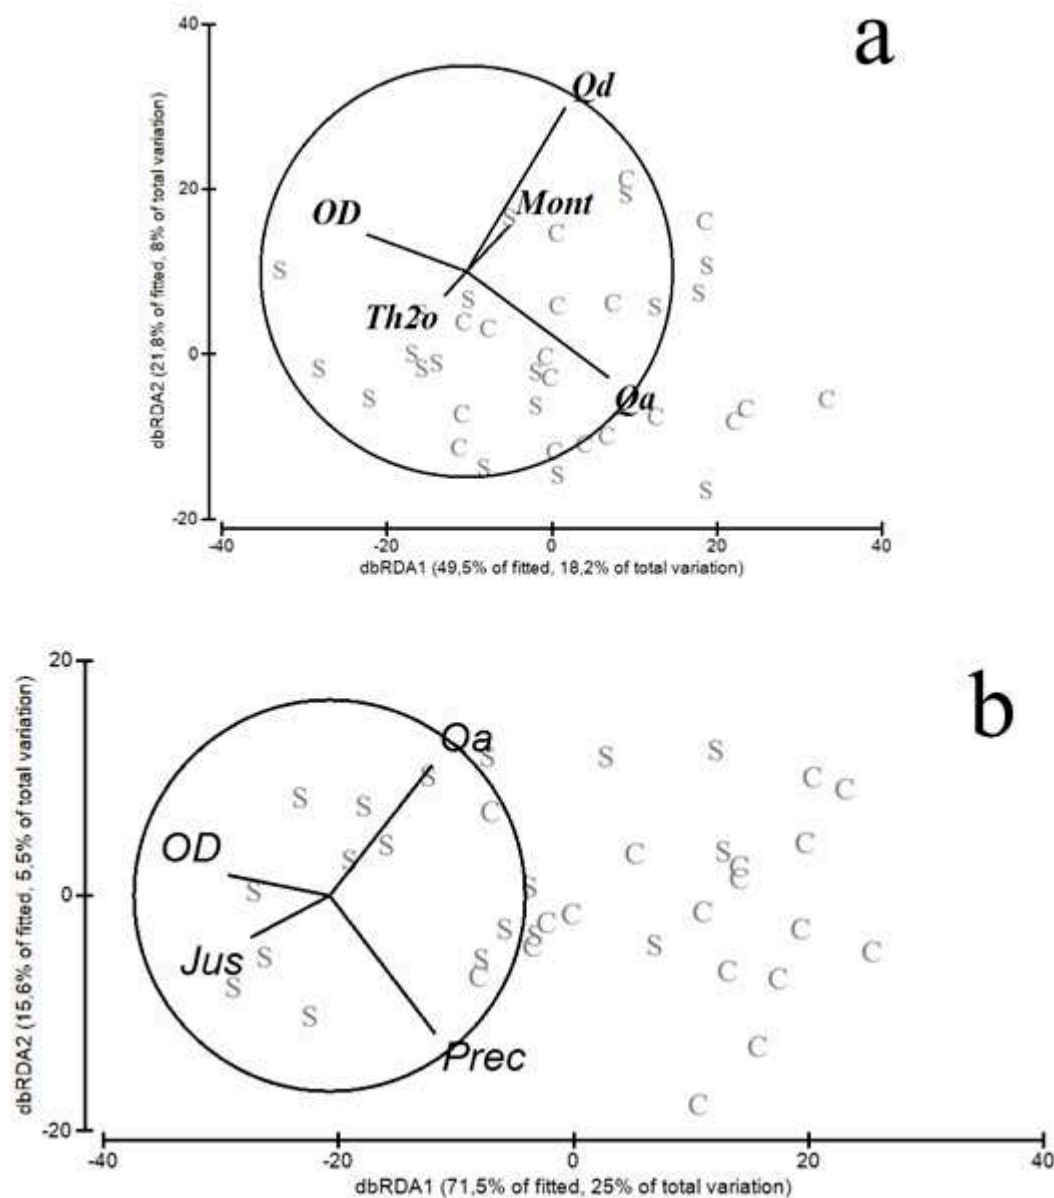 a
40
20
0
-20
dbRDA2 (21,8% of fitted, 8% of total variation)
Qd
Mont
OD
Th2o
Qa
C
S
S
C
C
S
S
S
S
S
C
C
S
C
C
S
S
S
C
S
C
S
S
S
C
C
C
C
C
C
C
C
C
S
S
S
-40
-20
0
20
40
dbRDA1 (49,5% of fitted, 18,2% of total variation)
b
20
0
-20
dbRDA2 (15,6% of fitted, 5,5% of total variation)
Qa
OD
Jus
Prec
S
S
S
S
C
C
S
S
C
C
S
S
C
S
C
C
S
S
C
C
S
C
C
S
C
C
S
C
S
S
C
C
C
S
S
C
C
-40
-20
0
20
40
dbRDA1 (71,5% of fitted, 25% of total variation)